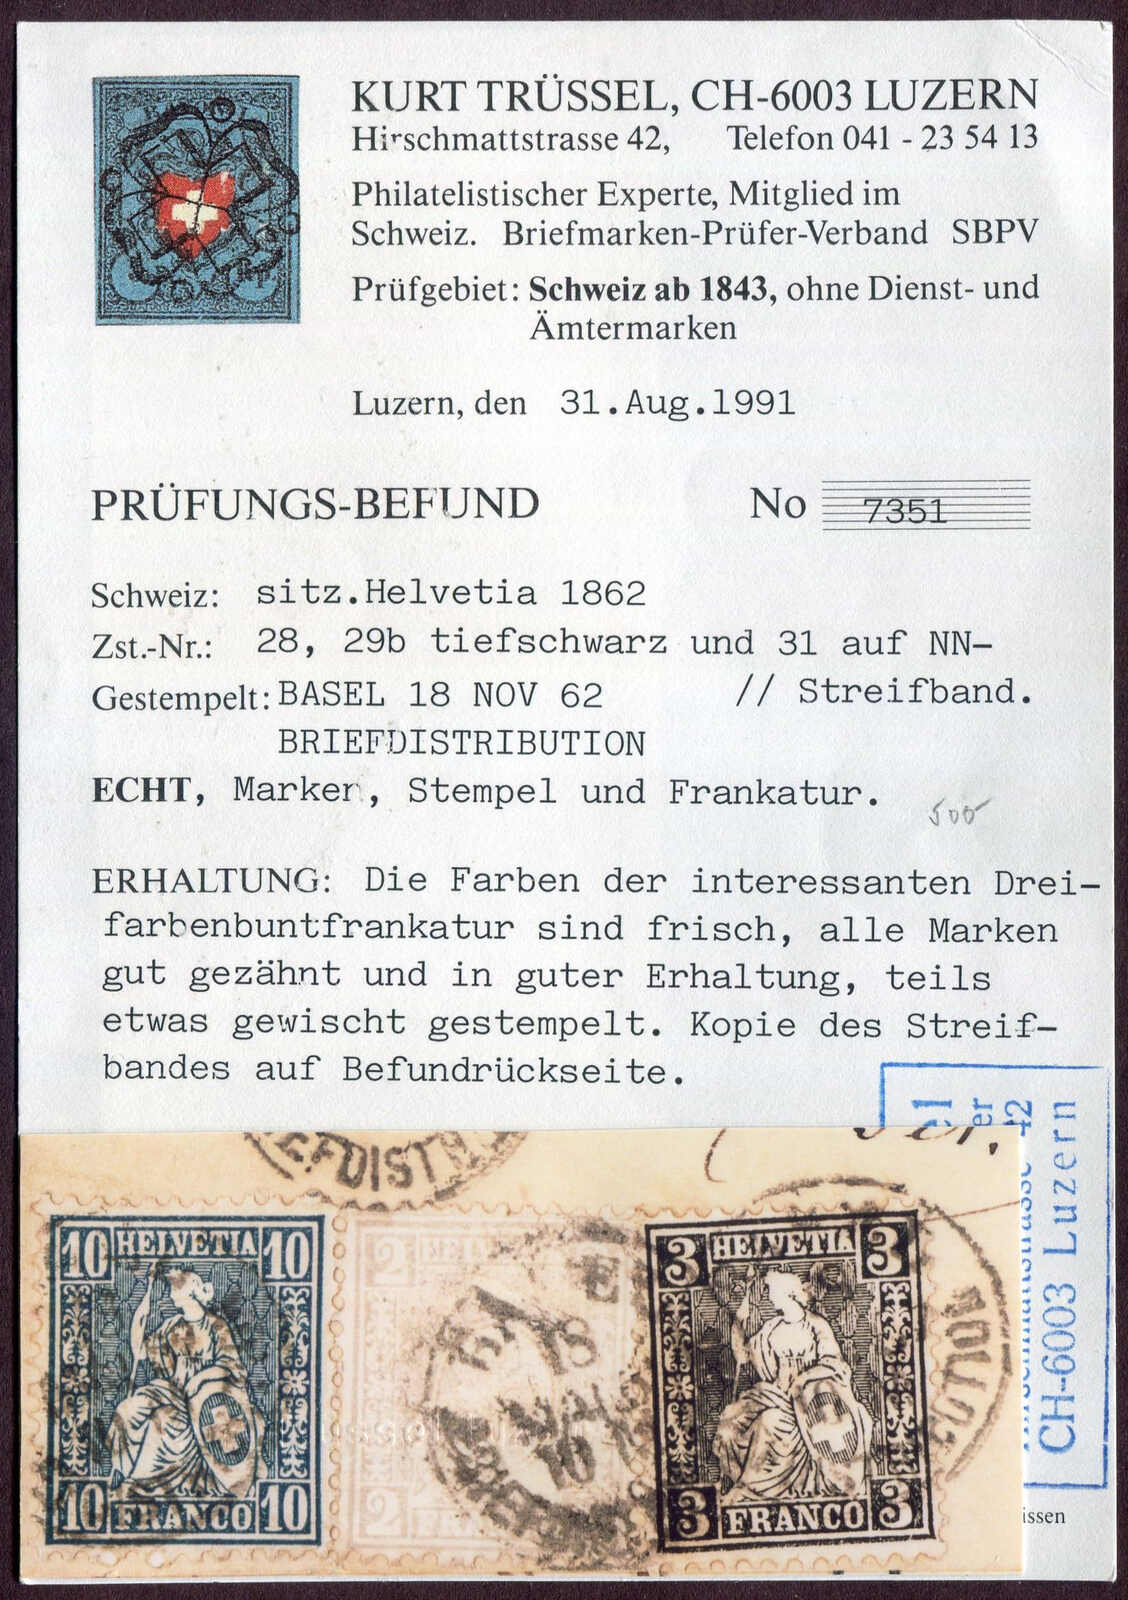 KURT TRÜSSEL, CH-6003 LUZERN
Hirschmattstrasse 42, Telefon 041 - 23 54 13
Philatelistischer Experte, Mitglied im
Schweiz. Briefmarken-Prüfer-Verband SBPV
Prüfgebiet: Schweiz ab 1843, ohne Dienst- und
Ämtermarken
Luzern, den 31.Aug.1991
PRÜFUNGS-BEFUND No 7351
Schweiz: sitz.Helvetia 1862
Zst.-Nr.: 28, 29b tiefschwarz und 31 auf NN-
Gestempelt: BASEL 18 NOV 62 // Streifband.
BRIEFDISTRIBUTION
ECHT, Marken, Stempel und Frankatur.
500
ERHALTUNG: Die Farben der interessanten Drei-
farbenbuntfrankatur sind frisch, alle Marken
gut gezähnt und in guter Erhaltung, teils
etwas gewischt gestempelt. Kopie des Streif-
bandes auf Befundrückseite.
42
CH-6003 Luzern
10 HELVETIA 10
10 FRANCO 10
2
2
3 HELVETIA 3
3 FRANCO 3
18
issen